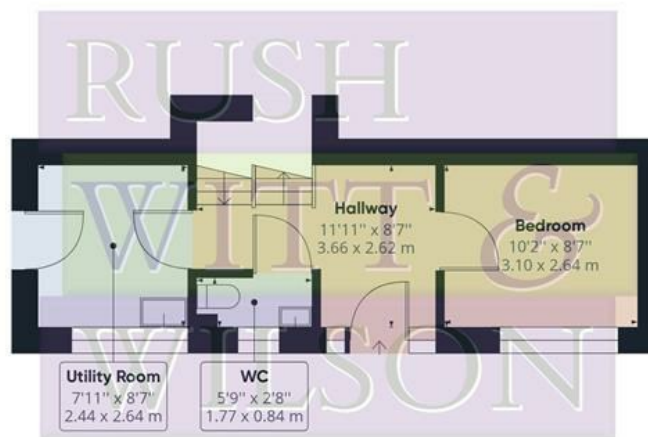 RUSH
WITT &
WILSON
Hallway
11'11" x 8'7"
3.66 x 2.62 m
Bedroom
10'2" x 8'7"
3.10 x 2.64 m
Utility Room
7'11" x 8'7"
2.44 x 2.64 m
WC
5'9" x 2'8"
1.77 x 0.84 m